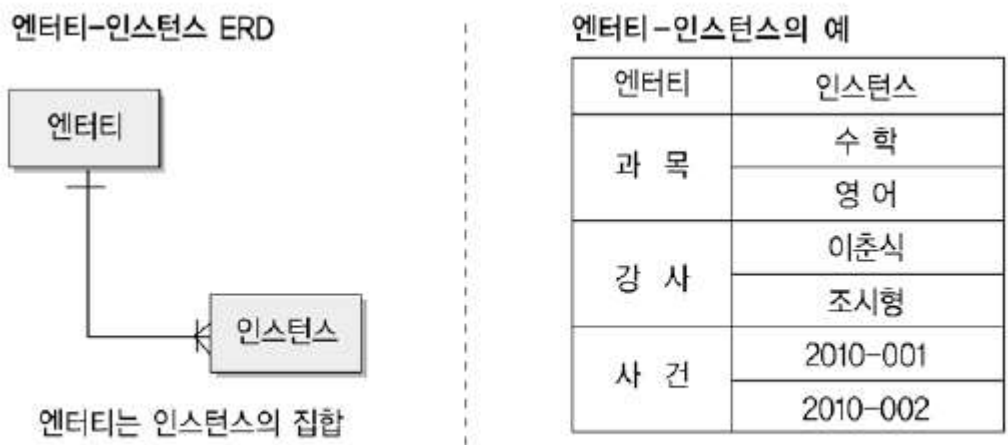 엔터티-인스턴스 ERD
엔터티
인스턴스
엔터티는 인스턴스의 집합
엔터티-인스턴스의 예
엔터티 인스턴스
과 목
수 학
영 어
강 사
이춘식
조시형
사 건
2010-001
2010-002